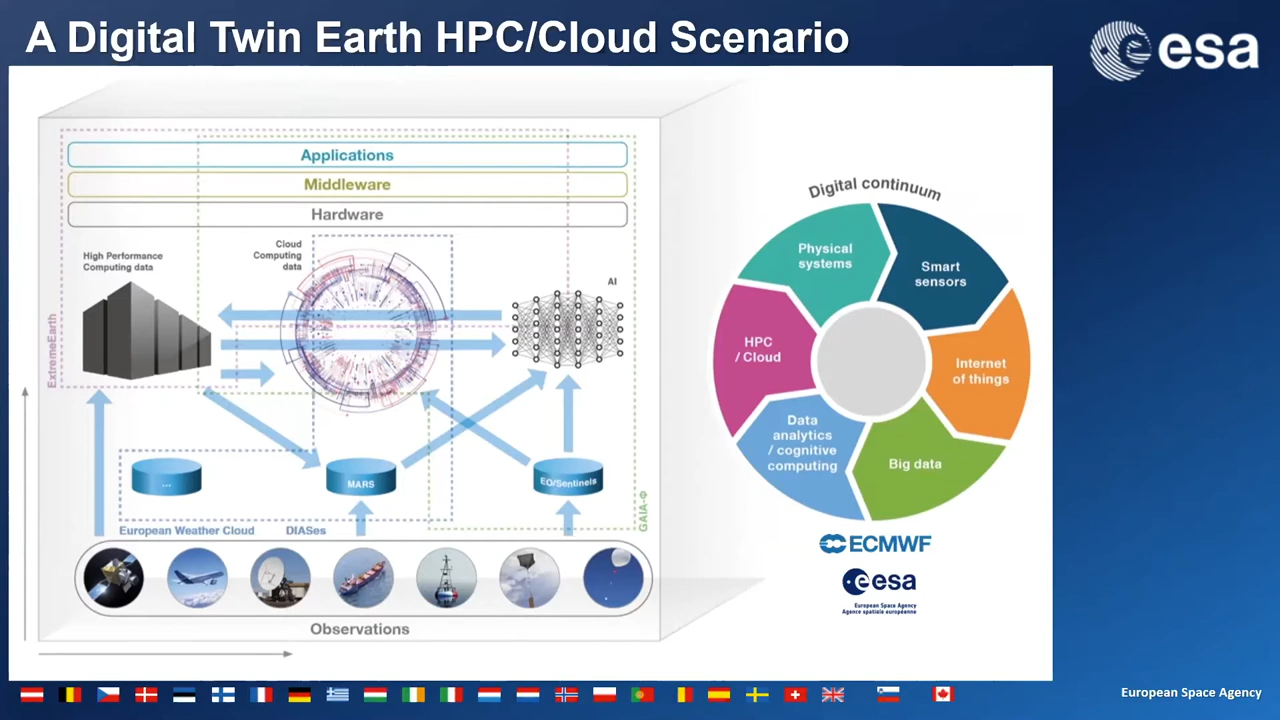 A Digital Twin Earth HPC/Cloud Scenario
esa
Applications
Middleware
Hardware
High Performance
Computing data
Cloud
Computing
data
AI
ExtremeEarth
...
MARS
EO/Sentinels
GAIA-Φ
European Weather Cloud
DIASes
Observations
Digital continuum
Physical
systems
Smart
sensors
HPC
/ Cloud
Internet
of things
Data
analytics
/ cognitive
computing
Big data
ECMWF
esa
European Space Agency
Agence spatiale européenne
European Space Agency